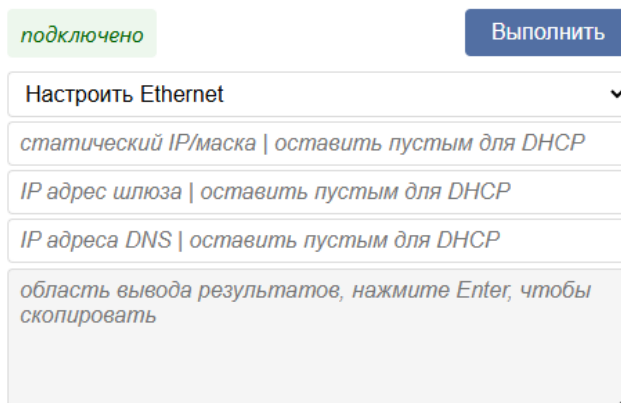 подключено
Выполнить
Настроить Ethernet
статический IP/маска | оставить пустым для DHCP
IP адрес шлюза | оставить пустым для DHCP
IP адреса DNS | оставить пустым для DHCP
область вывода результатов, нажмите Enter, чтобы
скопировать